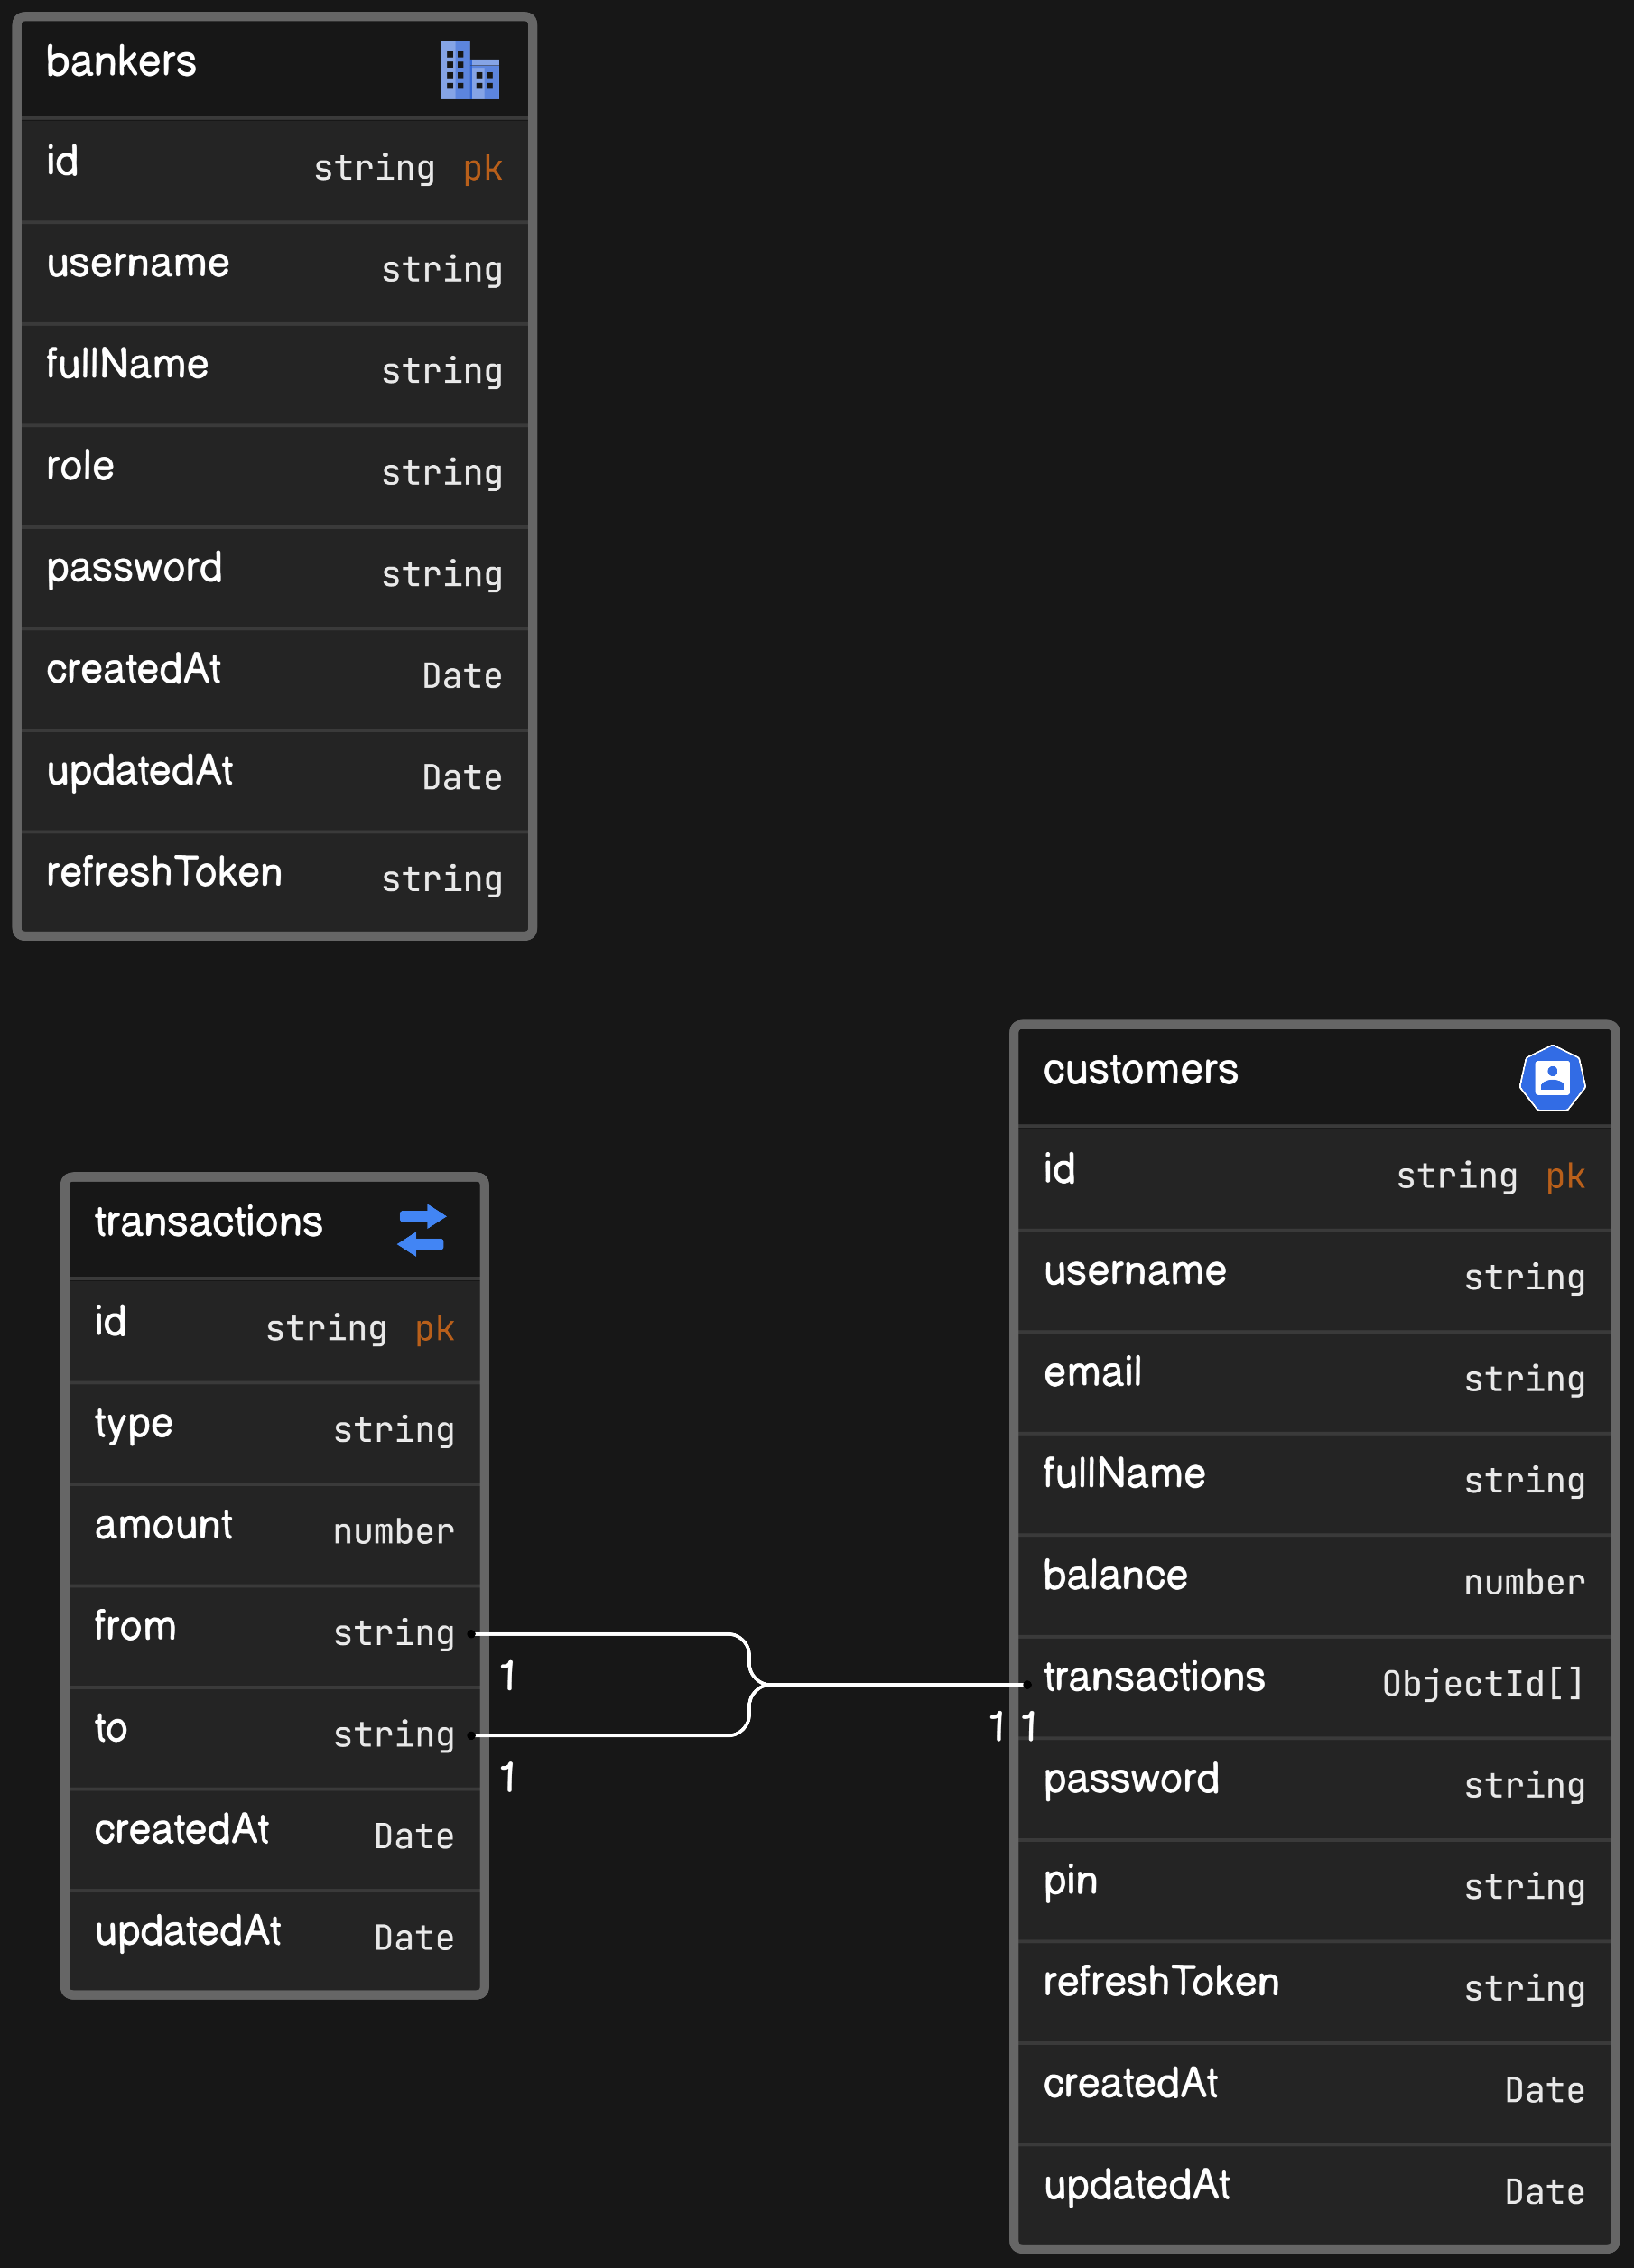 bankers
id string pk
username string
fullName string
role string
password string
createdAt Date
updatedAt Date
refreshToken string
transactions
id string pk
type string
amount number
from string
1
to string
1
createdAt Date
updatedAt Date
customers
id string pk
username string
email string
fullName string
balance number
transactions ObjectId[]
1 1
password string
pin string
refreshToken string
createdAt Date
updatedAt Date